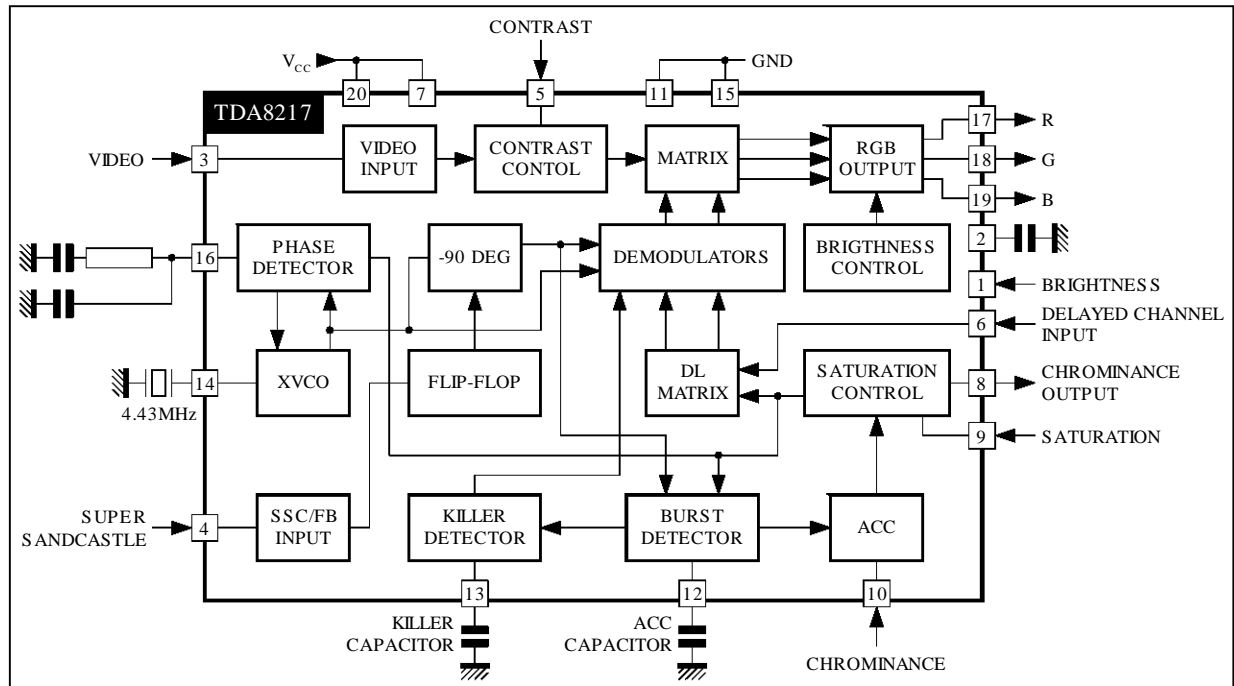 CONTRAST
VCC
GND
20
7
5
11
15
TDA8217
17
R
VIDEO
3
VIDEO
INPUT
CONTRAST
CONTOL
MATRIX
RGB
OUTPUT
18
G
19
B
2
16
PHASE
DETECTOR
-90 DEG
DEMODULATORS
BRIGTHNESS
CONTROL
1
BRIGHTNESS
6
DELAYED CHANNEL
INPUT
14
4.43MHz
XVCO
FLIP-FLOP
DL
MATRIX
SATURATION
CONTROL
8
CHROMINANCE
OUTPUT
9
SATURATION
SUPER
SANDCASTLE
4
SSC/FB
INPUT
KILLER
DETECTOR
BURST
DETECTOR
ACC
13
12
10
KILLER
CAPACITOR
ACC
CAPACITOR
CHROMINANCE